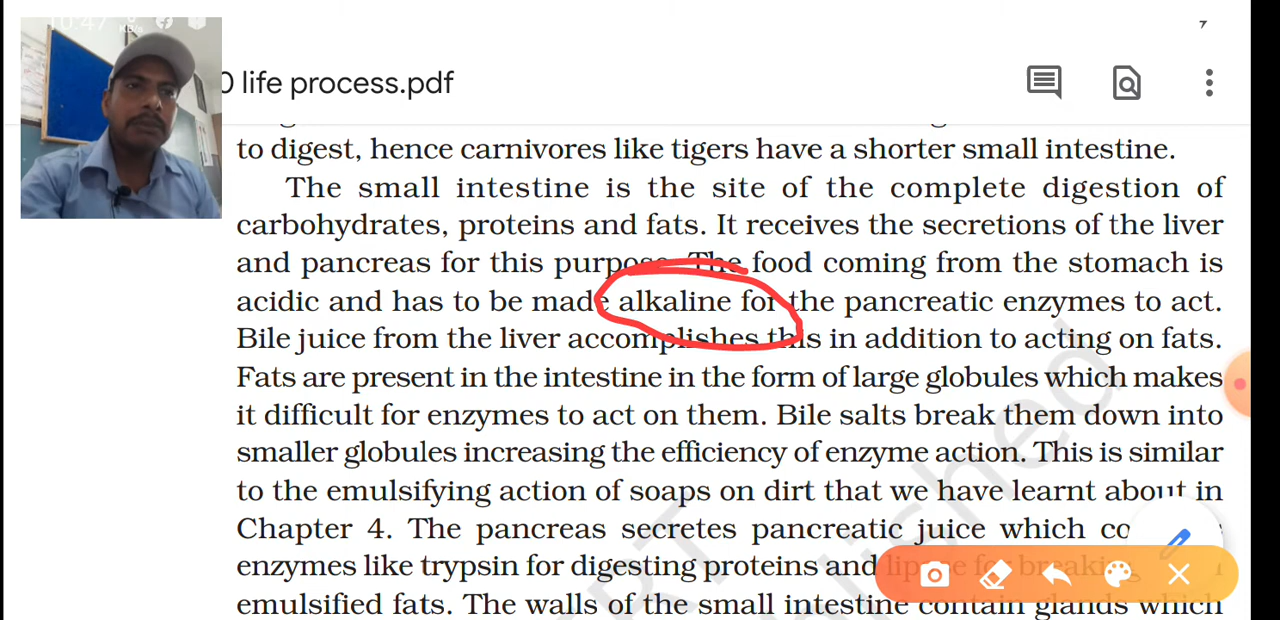 10:47
KB/s
7
0 life process.pdf
to digest, hence carnivores like tigers have a shorter small intestine.
The small intestine is the site of the complete digestion of
carbohydrates, proteins and fats. It receives the secretions of the liver
and pancreas for this purpose. The food coming from the stomach is
acidic and has to be made alkaline for the pancreatic enzymes to act.
Bile juice from the liver accomplishes this in addition to acting on fats.
Fats are present in the intestine in the form of large globules which makes
it difficult for enzymes to act on them. Bile salts break them down into
smaller globules increasing the efficiency of enzyme action. This is similar
to the emulsifying action of soaps on dirt that we have learnt about in
Chapter 4. The pancreas secretes pancreatic juice which
enzymes like trypsin for digesting proteins and lipase for breaking
emulsified fats. The walls of the small intestine contain glands which